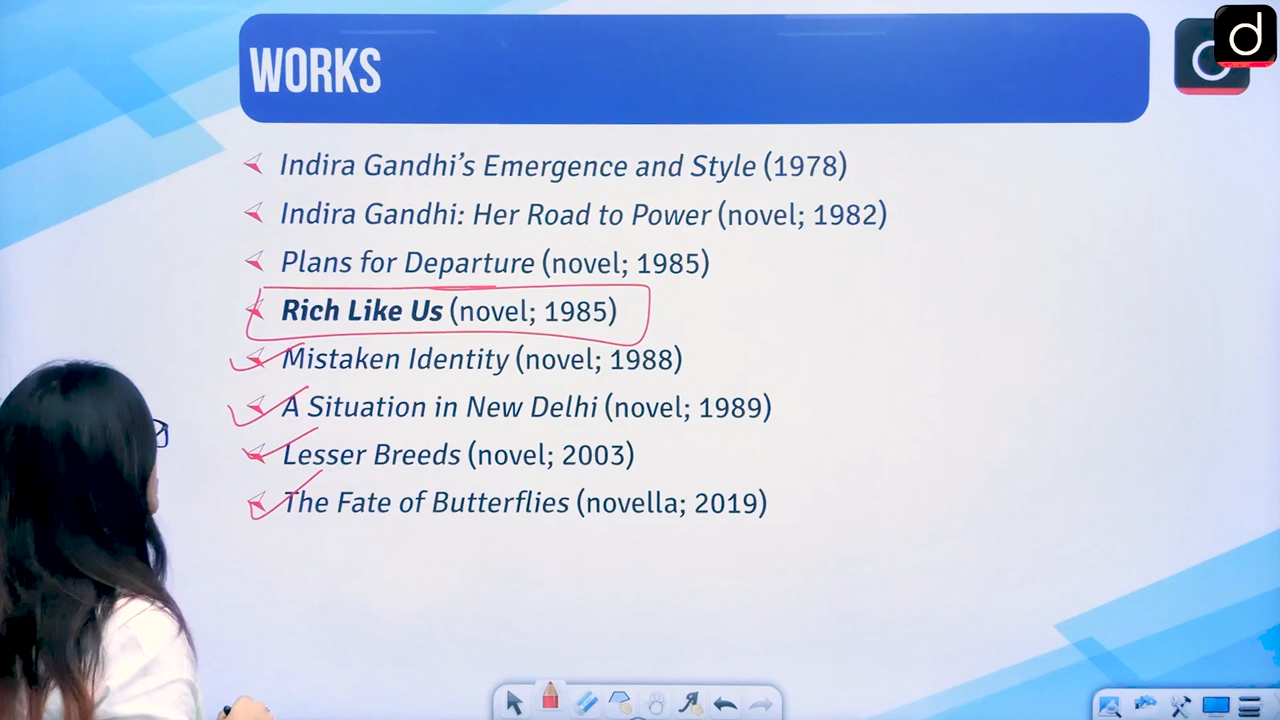 d
WORKS
Indira Gandhi’s Emergence and Style (1978)
Indira Gandhi: Her Road to Power (novel; 1982)
Plans for Departure (novel; 1985)
Rich Like Us (novel; 1985)
Mistaken Identity (novel; 1988)
A Situation in New Delhi (novel; 1989)
Lesser Breeds (novel; 2003)
The Fate of Butterflies (novella; 2019)